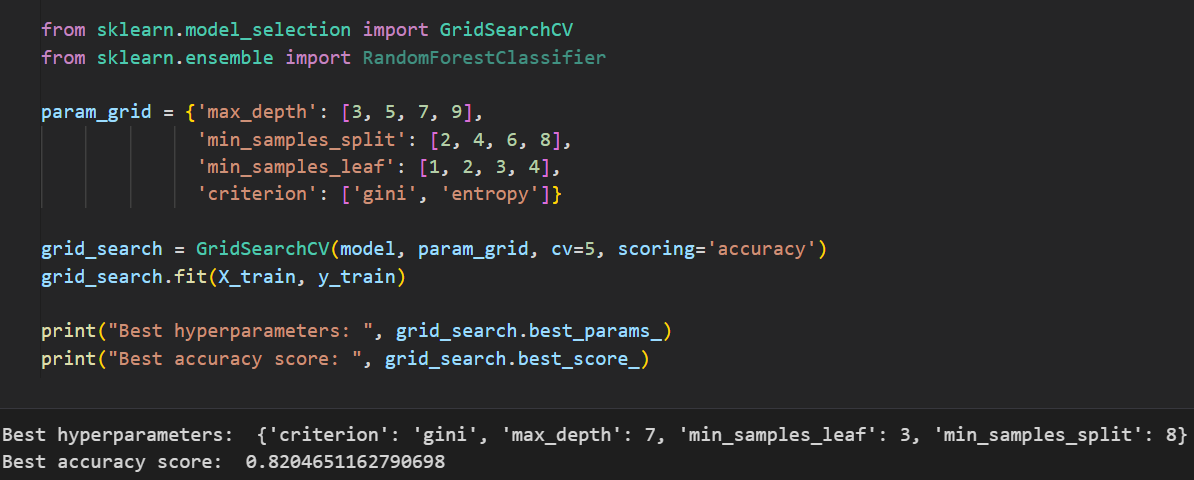 from sklearn.model_selection import GridSearchCV
from sklearn.ensemble import RandomForestClassifier
param_grid = {'max_depth': [3, 5, 7, 9],
'min_samples_split': [2, 4, 6, 8],
'min_samples_leaf': [1, 2, 3, 4],
'criterion': ['gini', 'entropy']}
grid_search = GridSearchCV(model, param_grid, cv=5, scoring='accuracy')
grid_search.fit(X_train, y_train)
print("Best hyperparameters: ", grid_search.best_params_)
print("Best accuracy score: ", grid_search.best_score_)
Best hyperparameters:  {'criterion': 'gini', 'max_depth': 7, 'min_samples_leaf': 3, 'min_samples_split': 8}
Best accuracy score:  0.8204651162790698